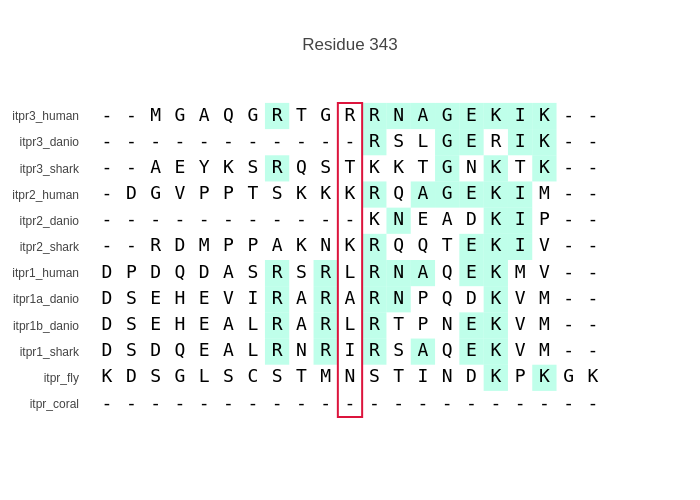 Residue 343
itpr3_human - - M G A Q G R T G R R N A G E K I K - -
itpr3_danio - - - - - - - - - - - R S L G E R I K - -
itpr3_shark - - A E Y K S R Q S T K K T G N K T K - -
itpr2_human - D G V P P T S K K K R Q A G E K I M - -
itpr2_danio - - - - - - - - - - - K N E A D K I P - -
itpr2_shark - - R D M P P A K N K R Q Q T E K I V - -
itpr1_human D P D Q D A S R S R L R N A Q E K M V - -
itpr1a_danio D S E H E V I R A R A R N P Q D K V M - -
itpr1b_danio D S E H E A L R A R L R T P N E K V M - -
itpr1_shark D S D Q E A L R N R I R S A Q E K V M - -
itpr_fly K D S G L S C S T M N S T I N D K P K G K
itpr_coral - - - - - - - - - - - - - - - - - - - - -